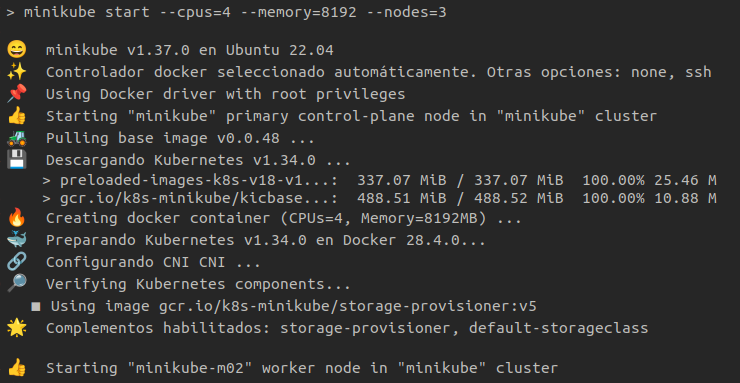 > minikube start --cpus=4 --memory=8192 --nodes=3
😄 minikube v1.37.0 en Ubuntu 22.04
✨ Controlador docker seleccionado automáticamente. Otras opciones: none, ssh
📌 Using Docker driver with root privileges
👍 Starting "minikube" primary control-plane node in "minikube" cluster
🚜 Pulling base image v0.0.48 ...
💾 Descargando Kubernetes v1.34.0 ...
> preloaded-images-k8s-v18-v1...: 337.07 MiB / 337.07 MiB 100.00% 25.46 M
> gcr.io/k8s-minikube/kicbase...: 488.51 MiB / 488.52 MiB 100.00% 10.88 M
🔥 Creating docker container (CPUs=4, Memory=8192MB) ...
🐳 Preparando Kubernetes v1.34.0 en Docker 28.4.0...
🔗 Configurando CNI CNI ...
🔎 Verifying Kubernetes components...
■ Using image gcr.io/k8s-minikube/storage-provisioner:v5
🌟 Complementos habilitados: storage-provisioner, default-storageclass
👍 Starting "minikube-m02" worker node in "minikube" cluster